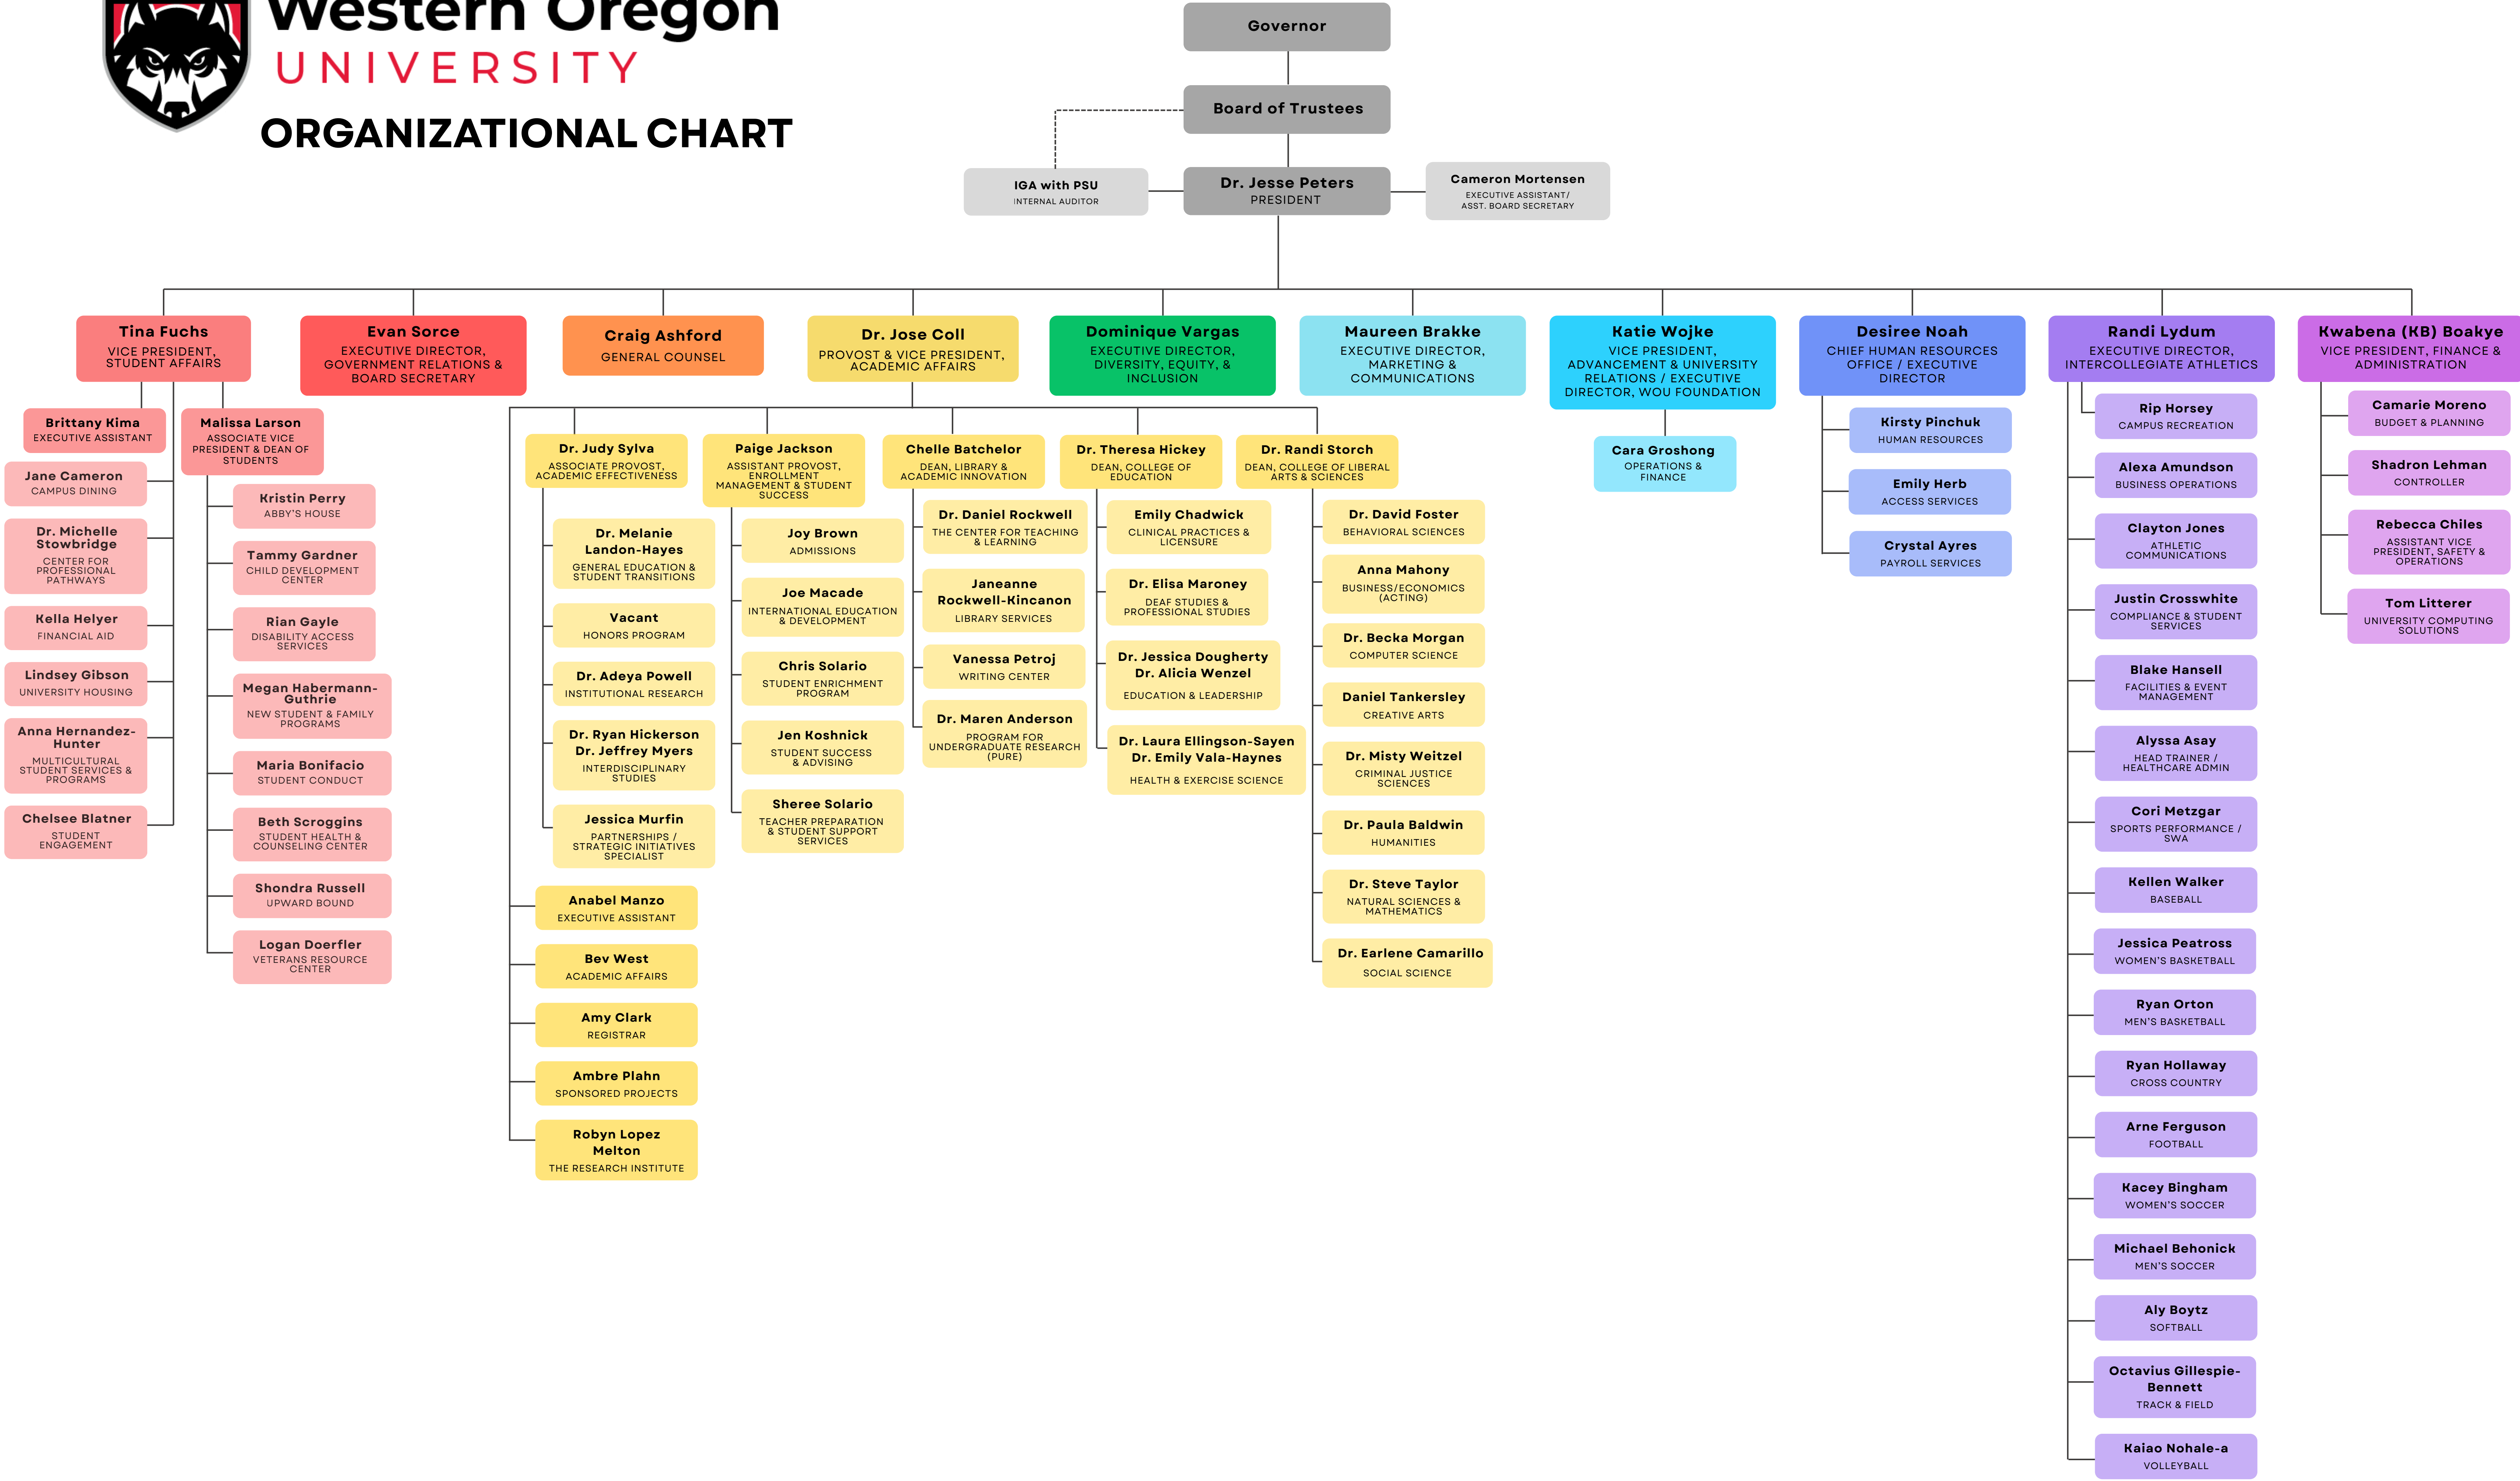 Western Oregon
UNIVERSITY
ORGANIZATIONAL CHART
Governor
Board of Trustees
IGA with PSU
INTERNAL AUDITOR
Dr. Jesse Peters
PRESIDENT
Cameron Mortensen
EXECUTIVE ASSISTANT/
ASST. BOARD SECRETARY
Tina Fuchs
VICE PRESIDENT,
STUDENT AFFAIRS
Evan Sorce
EXECUTIVE DIRECTOR,
GOVERNMENT RELATIONS &
BOARD SECRETARY
Craig Ashford
GENERAL COUNSEL
Dr. Jose Coll
PROVOST & VICE PRESIDENT,
ACADEMIC AFFAIRS
Dominique Vargas
EXECUTIVE DIRECTOR,
DIVERSITY, EQUITY, &
INCLUSION
Maureen Brakke
EXECUTIVE DIRECTOR,
MARKETING &
COMMUNICATIONS
Katie Wojke
VICE PRESIDENT,
ADVANCEMENT & UNIVERSITY
RELATIONS / EXECUTIVE
DIRECTOR, WOU FOUNDATION
Desiree Noah
CHIEF HUMAN RESOURCES
OFFICE / EXECUTIVE
DIRECTOR
Randi Lydum
EXECUTIVE DIRECTOR,
INTERCOLLEGIATE ATHLETICS
Kwabena (KB) Boakye
VICE PRESIDENT, FINANCE &
ADMINISTRATION
Brittany Kima
EXECUTIVE ASSISTANT
Jane Cameron
CAMPUS DINING
Dr. Michelle
Stowbridge
CENTER FOR
PROFESSIONAL
PATHWAYS
Kella Helyer
FINANCIAL AID
Lindsey Gibson
UNIVERSITY HOUSING
Anna Hernandez-
Hunter
MULTICULTURAL
STUDENT SERVICES &
PROGRAMS
Chelsee Blatner
STUDENT
ENGAGEMENT
Malissa Larson
ASSOCIATE VICE
PRESIDENT & DEAN OF
STUDENTS
Kristin Perry
ABBY'S HOUSE
Tammy Gardner
CHILD DEVELOPMENT
CENTER
Rian Gayle
DISABILITY ACCESS
SERVICES
Megan Habermann-
Guthrie
NEW STUDENT & FAMILY
PROGRAMS
Maria Bonifacio
STUDENT CONDUCT
Beth Scroggins
STUDENT HEALTH &
COUNSELING CENTER
Shondra Russell
UPWARD BOUND
Logan Doerfler
VETERANS RESOURCE
CENTER
Dr. Judy Sylva
ASSOCIATE PROVOST,
ACADEMIC EFFECTIVENESS
Dr. Melanie
Landon-Hayes
GENERAL EDUCATION &
STUDENT TRANSITIONS
Vacant
HONORS PROGRAM
Dr. Adeya Powell
INSTITUTIONAL RESEARCH
Dr. Ryan Hickerson
Dr. Jeffrey Myers
INTERDISCIPLINARY
STUDIES
Jessica Murfin
PARTNERSHIPS /
STRATEGIC INITIATIVES
SPECIALIST
Anabel Manzo
EXECUTIVE ASSISTANT
Bev West
ACADEMIC AFFAIRS
Amy Clark
REGISTRAR
Ambre Plahn
SPONSORED PROJECTS
Robyn Lopez
Melton
THE RESEARCH INSTITUTE
Paige Jackson
ASSISTANT PROVOST,
ENROLLMENT
MANAGEMENT & STUDENT
SUCCESS
Joy Brown
ADMISSIONS
Joe Macade
INTERNATIONAL EDUCATION
& DEVELOPMENT
Chris Solario
STUDENT ENRICHMENT
PROGRAM
Jen Koshnick
STUDENT SUCCESS
& ADVISING
Sheree Solario
TEACHER PREPARATION
& STUDENT SUPPORT
SERVICES
Chelle Batchelor
DEAN, LIBRARY &
ACADEMIC INNOVATION
Dr. Daniel Rockwell
THE CENTER FOR TEACHING
& LEARNING
Janeanne
Rockwell-Kincanon
LIBRARY SERVICES
Vanessa Petroj
WRITING CENTER
Dr. Maren Anderson
PROGRAM FOR
UNDERGRADUATE RESEARCH
(PURE)
Dr. Theresa Hickey
DEAN, COLLEGE OF
EDUCATION
Emily Chadwick
CLINICAL PRACTICES &
LICENSURE
Dr. Elisa Maroney
DEAF STUDIES &
PROFESSIONAL STUDIES
Dr. Jessica Dougherty
Dr. Alicia Wenzel
EDUCATION & LEADERSHIP
Dr. Laura Ellingson-Sayen
Dr. Emily Vala-Haynes
HEALTH & EXERCISE SCIENCE
Dr. Randi Storch
DEAN, COLLEGE OF LIBERAL
ARTS & SCIENCES
Dr. David Foster
BEHAVIORAL SCIENCES
Anna Mahony
BUSINESS/ECONOMICS
(ACTING)
Dr. Becka Morgan
COMPUTER SCIENCE
Daniel Tankersley
CREATIVE ARTS
Dr. Misty Weitzel
CRIMINAL JUSTICE
SCIENCES
Dr. Paula Baldwin
HUMANITIES
Dr. Steve Taylor
NATURAL SCIENCES &
MATHEMATICS
Dr. Earlene Camarillo
SOCIAL SCIENCE
Cara Groshong
OPERATIONS &
FINANCE
Kirsty Pinchuk
HUMAN RESOURCES
Emily Herb
ACCESS SERVICES
Crystal Ayres
PAYROLL SERVICES
Rip Horsey
CAMPUS RECREATION
Alexa Amundson
BUSINESS OPERATIONS
Clayton Jones
ATHLETIC
COMMUNICATIONS
Justin Crosswhite
COMPLIANCE & STUDENT
SERVICES
Blake Hansell
FACILITIES & EVENT
MANAGEMENT
Alyssa Asay
HEAD TRAINER /
HEALTHCARE ADMIN
Cori Metzgar
SPORTS PERFORMANCE /
SWA
Kellen Walker
BASEBALL
Jessica Peatross
WOMEN'S BASKETBALL
Ryan Orton
MEN'S BASKETBALL
Ryan Hollaway
CROSS COUNTRY
Arne Ferguson
FOOTBALL
Kacey Bingham
WOMEN'S SOCCER
Michael Behonick
MEN'S SOCCER
Aly Boytz
SOFTBALL
Octavius Gillespie-
Bennett
TRACK & FIELD
Kaiao Nohale-a
VOLLEYBALL
Camarie Moreno
BUDGET & PLANNING
Shadron Lehman
CONTROLLER
Rebecca Chiles
ASSISTANT VICE
PRESIDENT, SAFETY &
OPERATIONS
Tom Litterer
UNIVERSITY COMPUTING
SOLUTIONS